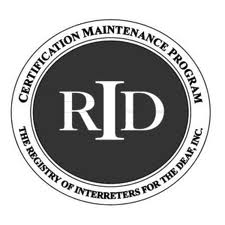 CERTIFICATION MAINTENANCE PROGRAM
RID
THE REGISTRY OF INTERRETERS FOR THE DEAF, INC.